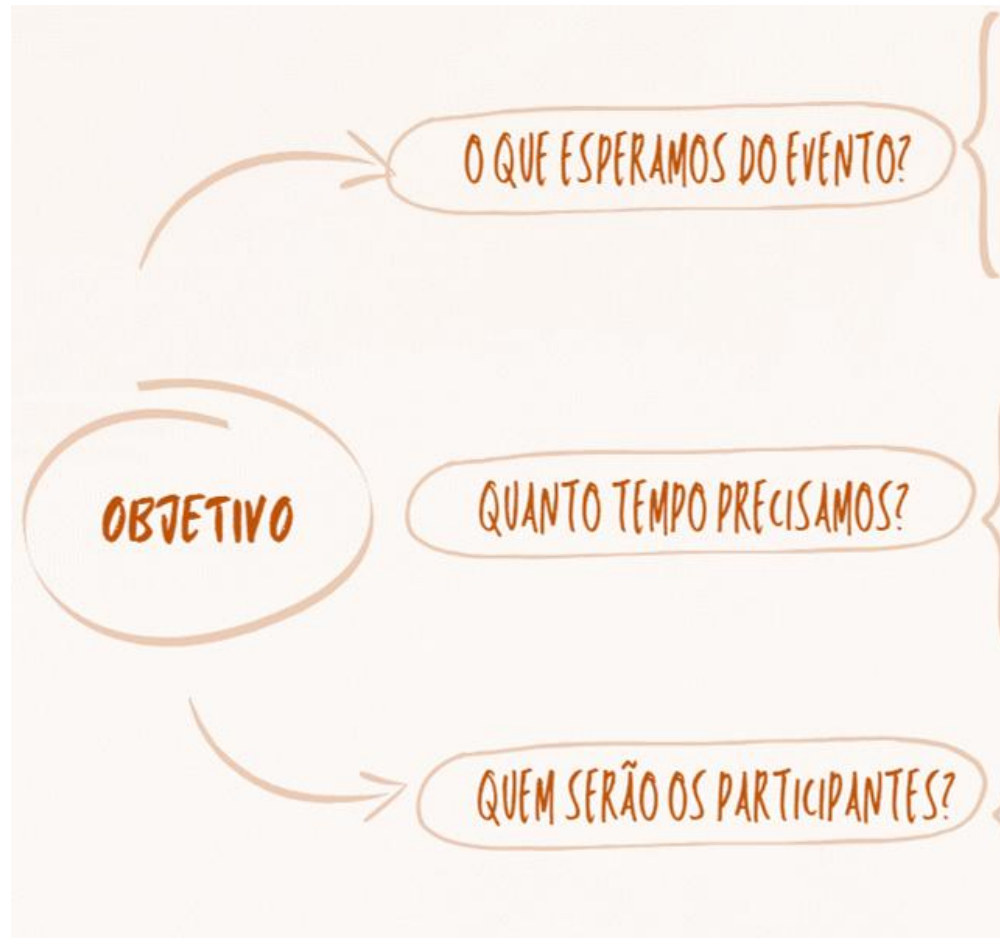 O QUE ESPERAMOS DO EVENTO?
OBJETIVO
QUANTO TEMPO PRECISAMOS?
QUEM SERÃO OS PARTICIPANTES?